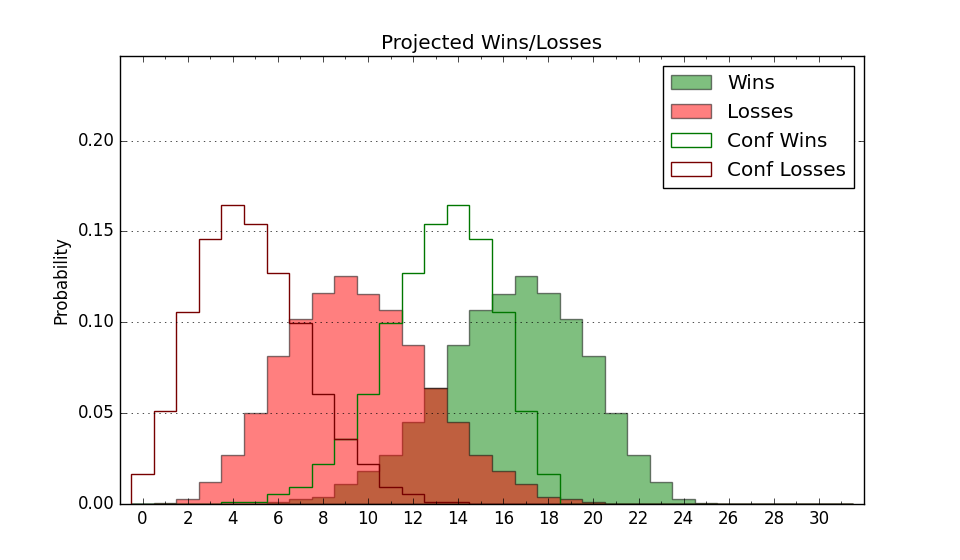 Projected Wins/Losses
Wins
Losses
Conf Wins
Conf Losses
Probability
0.20
0.15
0.10
0.05
0.00
0 2 4 6 8 10 12 14 16 18 20 22 24 26 28 30